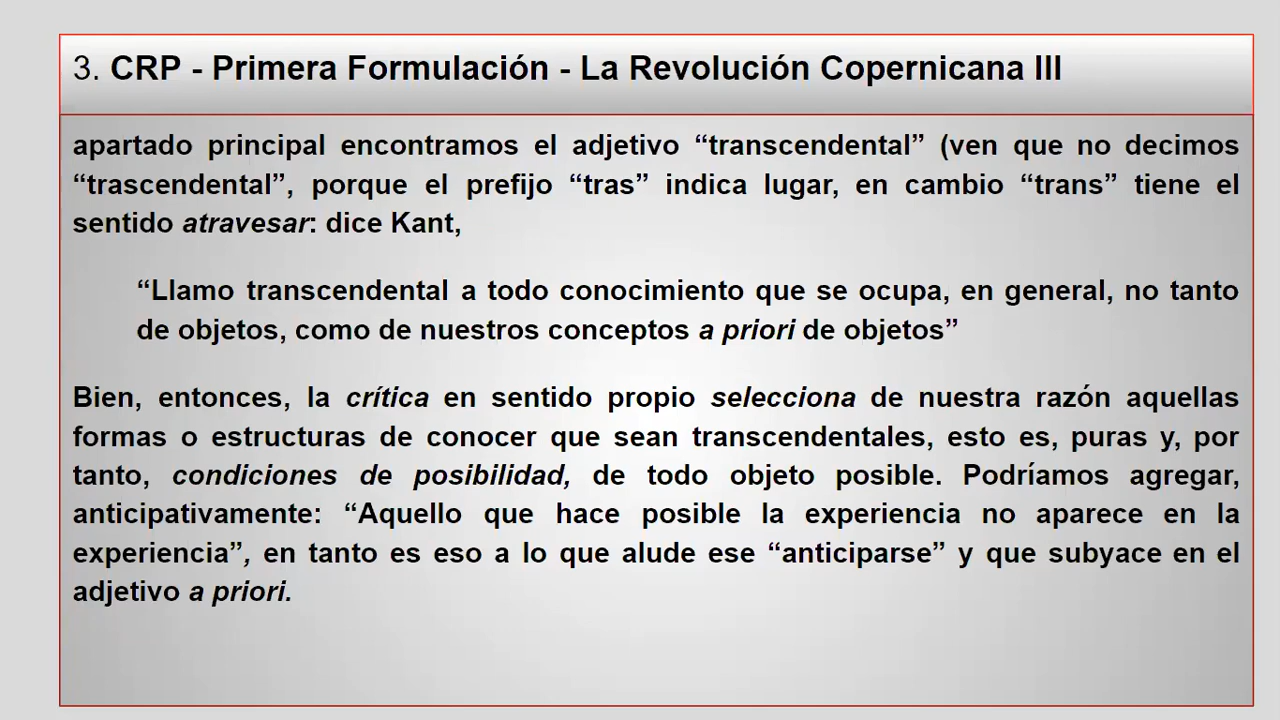 3. CRP - Primera Formulación - La Revolución Copernicana III
apartado principal encontramos el adjetivo “transcendental” (ven que no decimos
“trascendental”, porque el prefijo “tras” indica lugar, en cambio “trans” tiene el
sentido atravesar: dice Kant,
“Llamo transcendental a todo conocimiento que se ocupa, en general, no tanto
de objetos, como de nuestros conceptos a priori de objetos”
Bien, entonces, la crítica en sentido propio selecciona de nuestra razón aquellas
formas o estructuras de conocer que sean transcendentales, esto es, puras y, por
tanto, condiciones de posibilidad, de todo objeto posible. Podríamos agregar,
anticipativamente: “Aquello que hace posible la experiencia no aparece en la
experiencia”, en tanto es eso a lo que alude ese “anticiparse” y que subyace en el
adjetivo a priori.